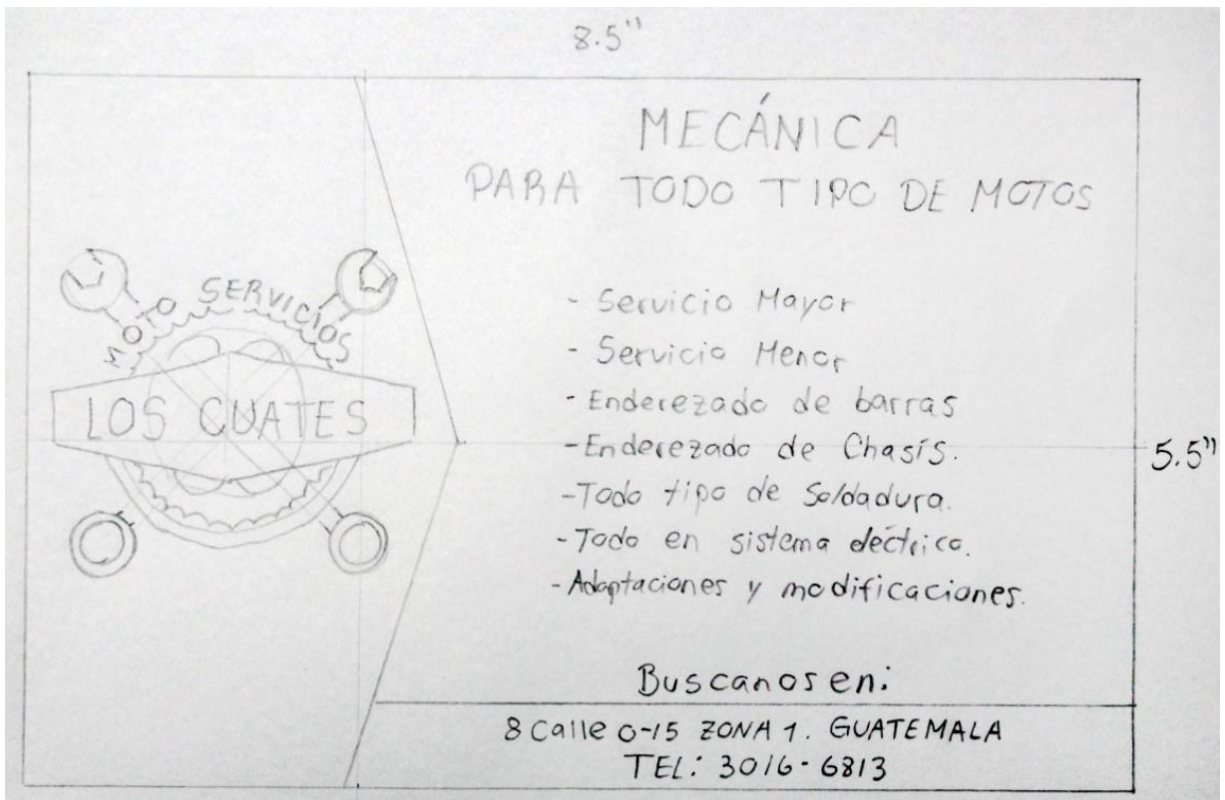 8.5"
MECÁNICA
PARA TODO TIPO DE MOTOS
MOTO SERVICIOS
LOS CUATES
- Servicio Mayor
- Servicio Menor
- Enderezado de barras
- Enderezado de Chasís.
- Todo tipo de Soldadura.
- Todo en sistema eléctrico.
- Adaptaciones y modificaciones.
5.5"
Buscanos en:
8 Calle 0-15 ZONA 1. GUATEMALA
TEL: 3016-6813